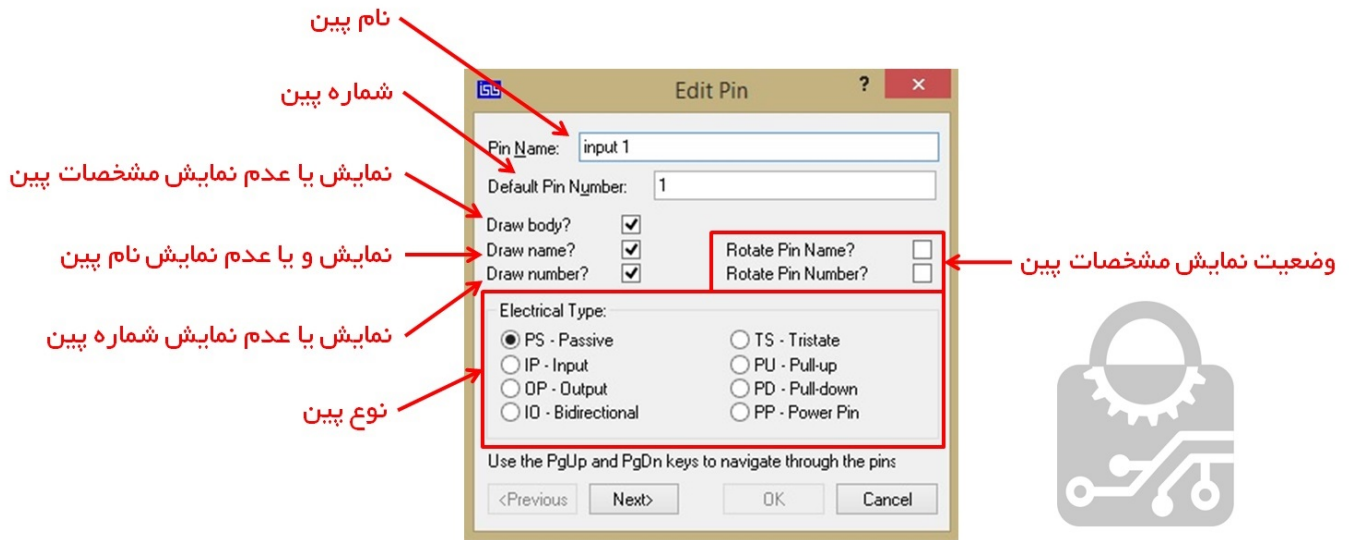 نام پین
شماره پین
نمایش یا عدم نمایش مشخصات پین
نمایش و یا عدم نمایش نام پین
نمایش یا عدم نمایش شماره پین
نوع پین
Edit Pin
?
×
Pin Name: input 1
Default Pin Number: 1
Draw body?
Draw name? Rotate Pin Name?
Draw number? Rotate Pin Number?
Electrical Type:
PS - Passive TS - Tristate
IP - Input PU - Pull-up
OP - Output PD - Pull-down
IO - Bidirectional PP - Power Pin
Use the PgUp and PgDn keys to navigate through the pins
<Previous Next> OK Cancel
وضعیت نمایش مشخصات پین